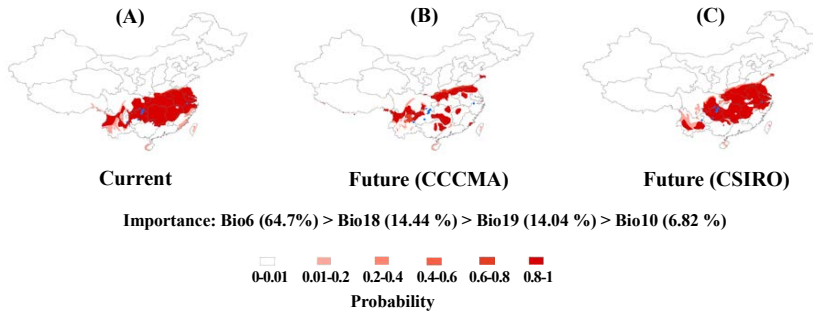 (A) (B) (C)
Current Future (CCCMA) Future (CSIRO)
Importance: Bio6 (64.7%) > Bio18 (14.44 %) > Bio19 (14.04 %) > Bio10 (6.82 %)
0-0.01 0.01-0.2 0.2-0.4 0.4-0.6 0.6-0.8 0.8-1
Probability